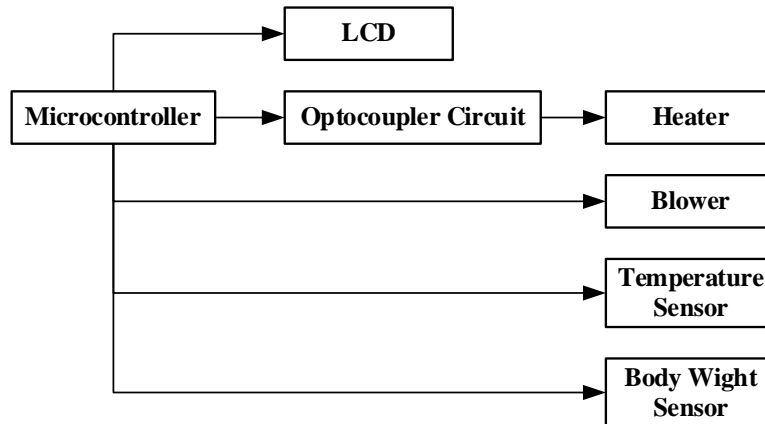 LCD
Microcontroller
Optocoupler Circuit
Heater
Blower
Temperature
Sensor
Body Wight
Sensor